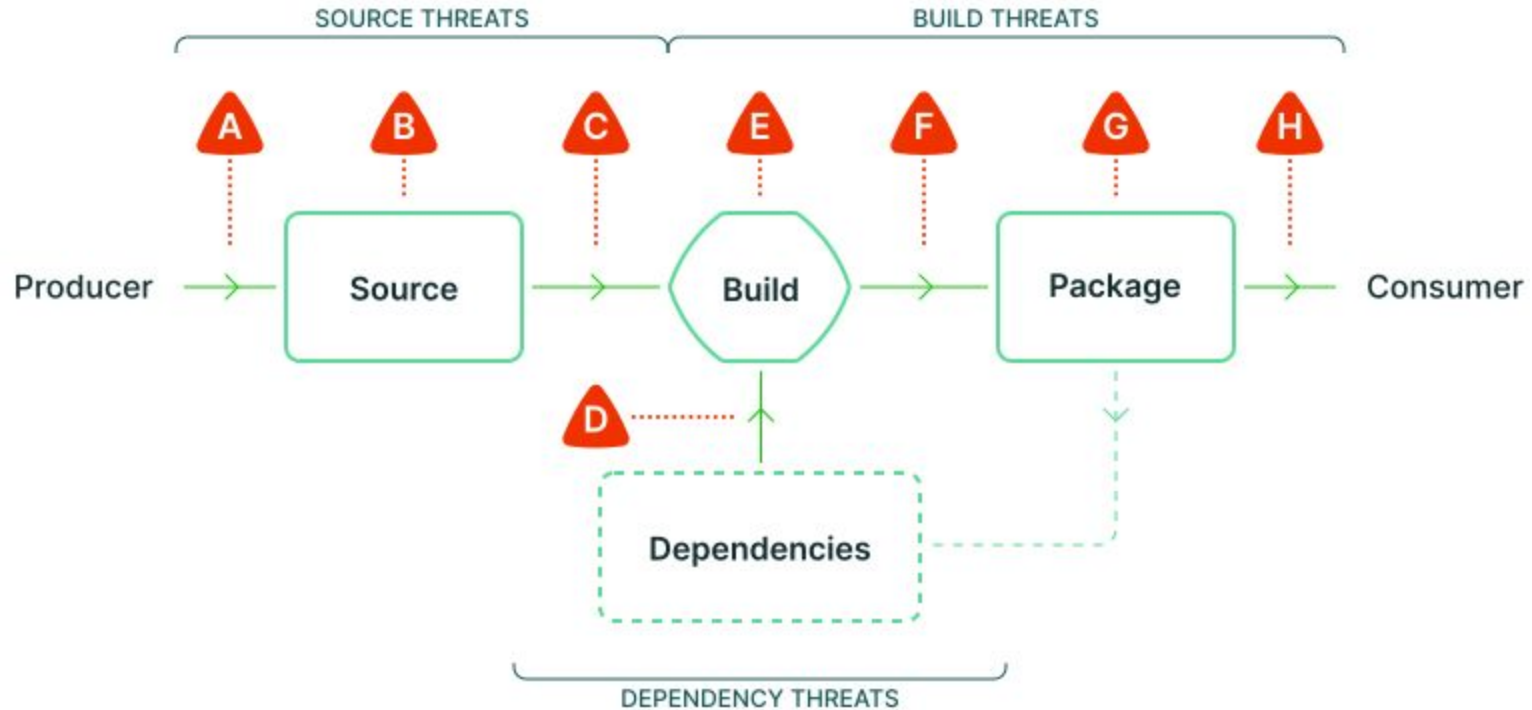 SOURCE THREATS
BUILD THREATS
A
B
C
E
F
G
H
Producer
Source
Build
Package
Consumer
D
Dependencies
DEPENDENCY THREATS